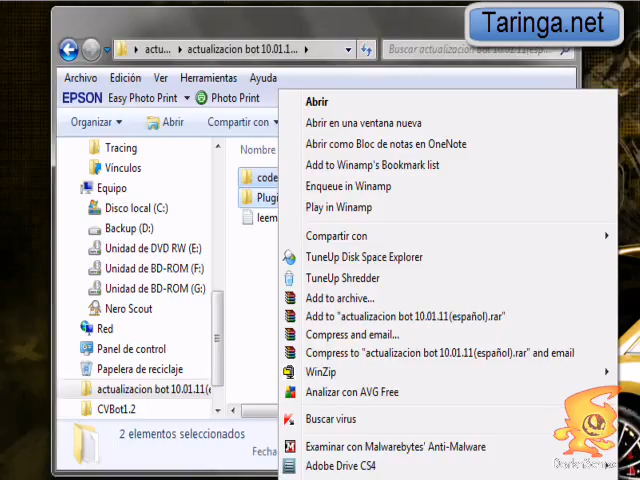 Taringa.net
actu...
actualizacion bot 10.01.1...
Buscar actualización bot 10.01.11(esp...
Archivo Edición Ver Herramientas Ayuda
EPSON Easy Photo Print Photo Print
Organizar Abrir Compartir con
Tracing
Vínculos
Equipo
Disco local (C:)
Backup (D:)
Unidad de DVD RW (E:)
Unidad de BD-ROM (F:)
Unidad de BD-ROM (G:)
Nero Scout
Red
Panel de control
Papelera de reciclaje
actualizacion bot 10.01.11(e
CVBot1.2
Nombre
code
Plugi
leem
2 elementos seleccionados
Fecha
Abrir
Abrir en una ventana nueva
Abrir como Bloc de notas en OneNote
Add to Winamp's Bookmark list
Enqueue in Winamp
Play in Winamp
Compartir con
TuneUp Disk Space Explorer
TuneUp Shredder
Add to archive...
Add to "actualizacion bot 10.01.11(español).rar"
Compress and email...
Compress to "actualizacion bot 10.01.11(español).rar" and email
WinZip
Analizar con AVG Free
Buscar virus
Examinar con Malwarebytes' Anti-Malware
Adobe Drive CS4